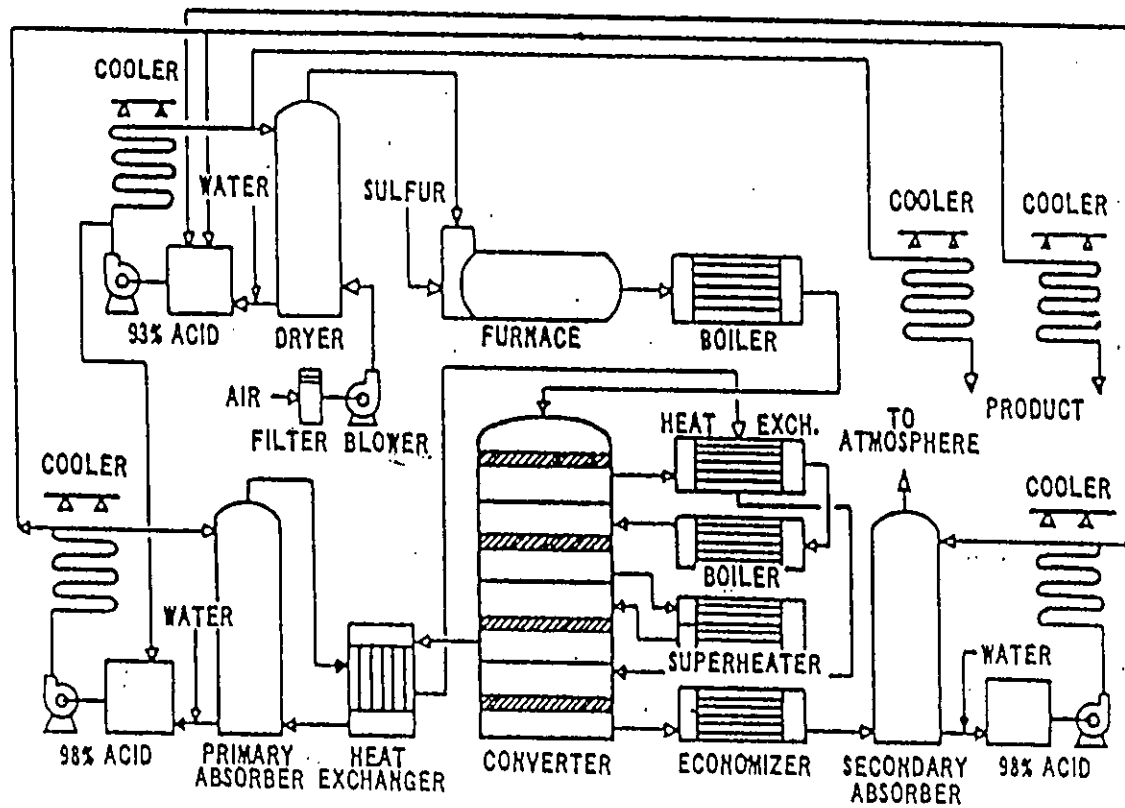 COOLER
WATER
SULFUR
COOLER
COOLER
93% ACID
DRYER
FURMACE
BOILER
AIR
FILTER BLOWER
HEAT EXCH.
TO
ATMOSPHERE
PRODUCT
COOLER
COOLER
BOILER
WATER
SUPERHEATER
WATER
98% ACID
PRIMARY
ABSORBER
HEAT
EXCHANGER
CONVERTER
ECONOMIZER
SECONDARY
ABSORBER
98% ACID